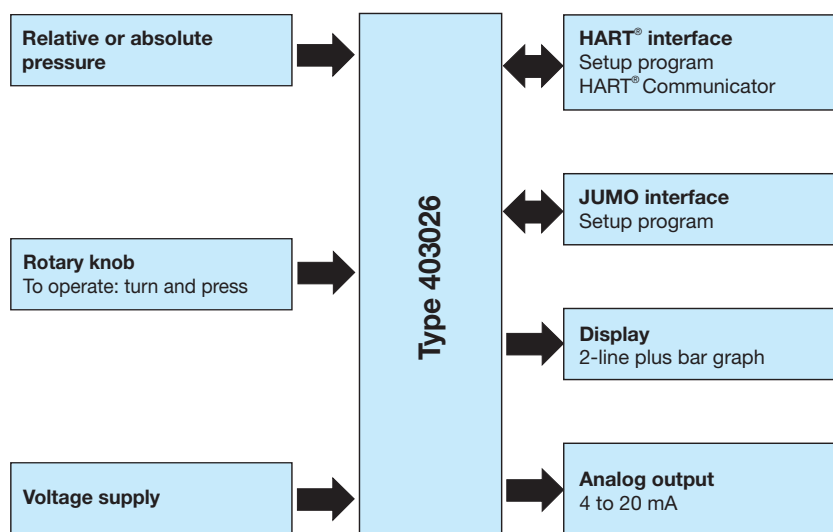 Relative or absolute
pressure
Rotary knob
To operate: turn and press
Voltage supply
Type 403026
HART® interface
Setup program
HART® Communicator
JUMO interface
Setup program
Display
2-line plus bar graph
Analog output
4 to 20 mA